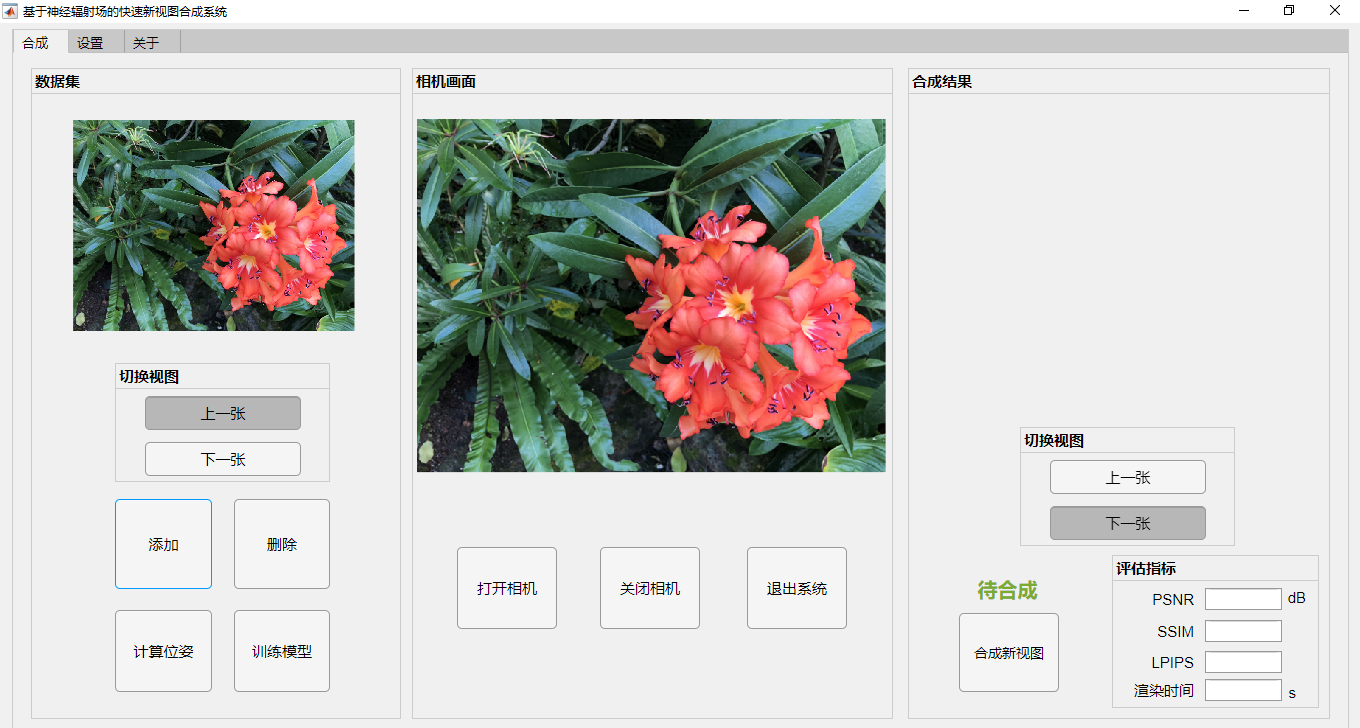 基于神经辐射场的快速新视图合成系统
合成 设置 关于
数据集
切换视图
上一张
下一张
添加 删除
计算位姿 训练模型
相机画面
打开相机 关闭相机 退出系统
合成结果
切换视图
上一张
下一张
待合成
合成新视图
评估指标
PSNR dB
SSIM
LPIPS
渲染时间 s